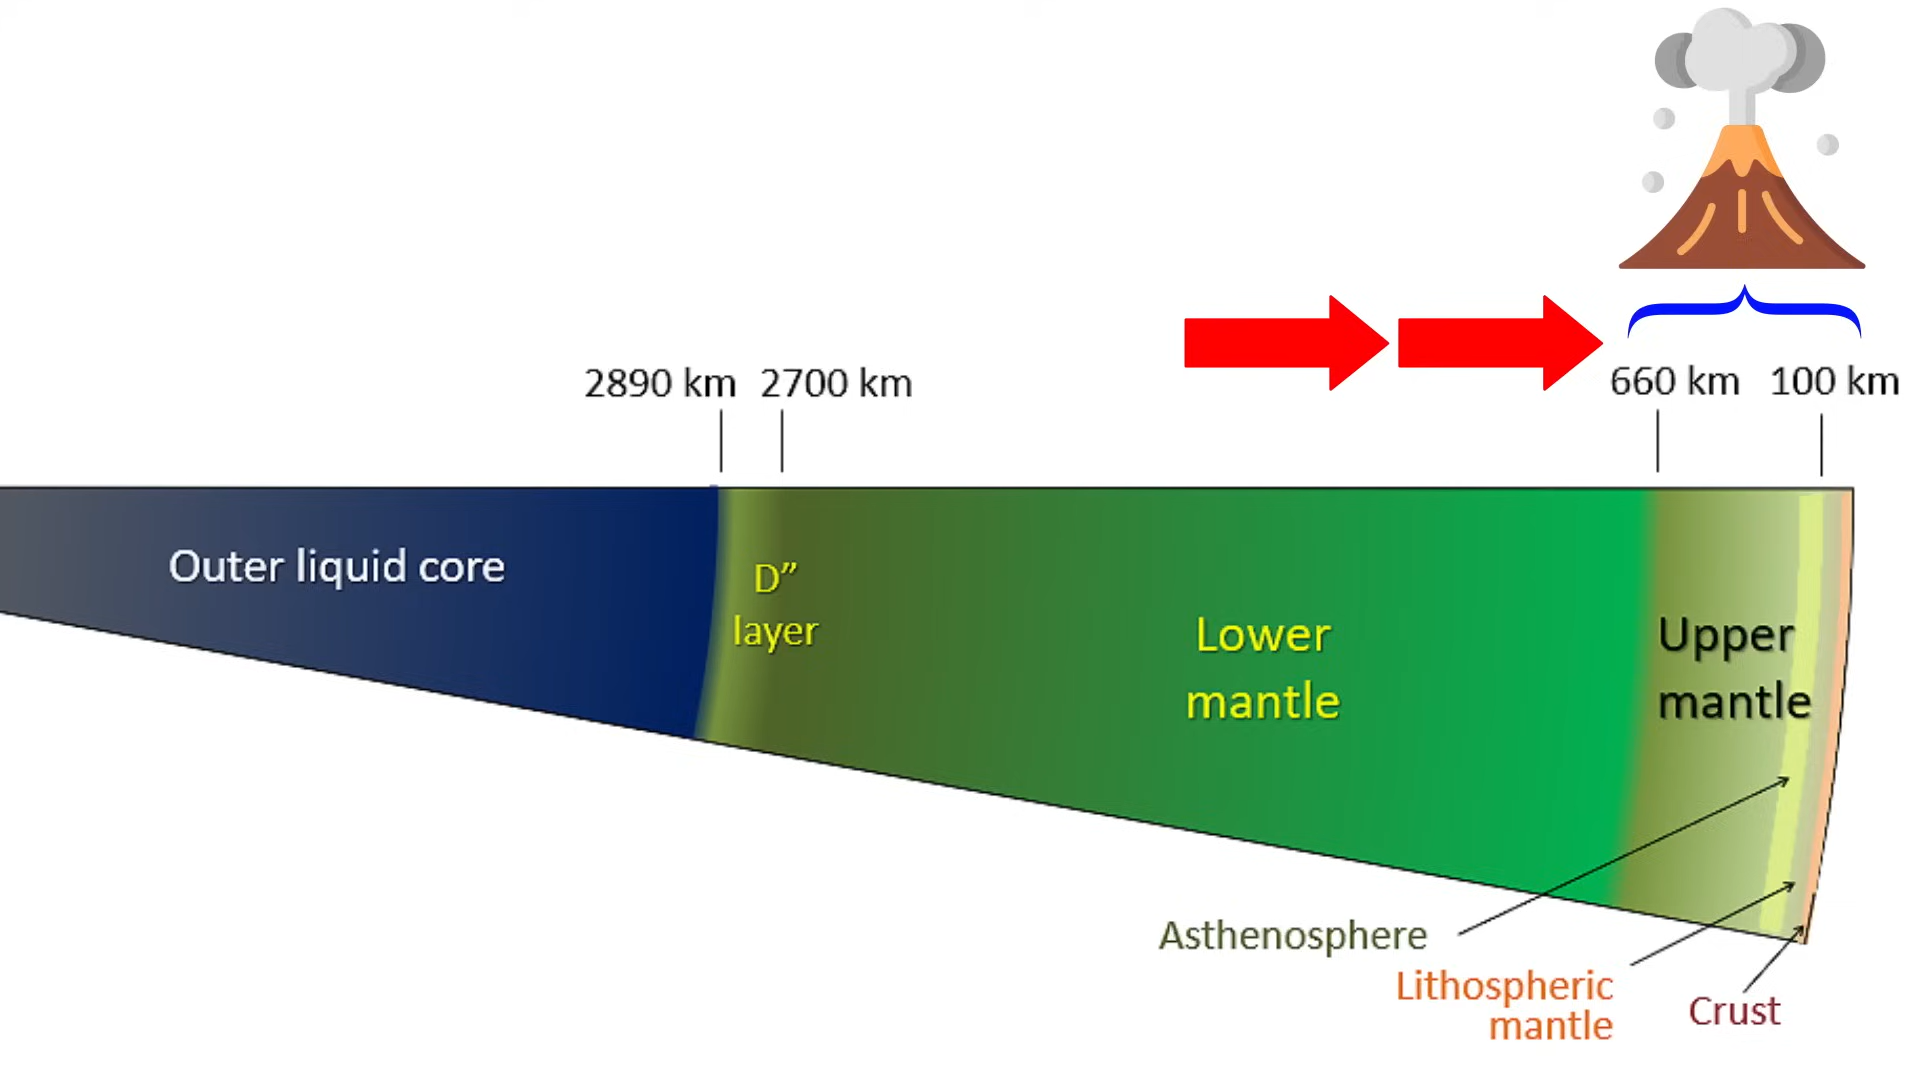 2890 km 2700 km 660 km 100 km
Outer liquid core
D”
layer
Lower
mantle
Upper
mantle
Asthenosphere
Lithospheric
mantle
Crust